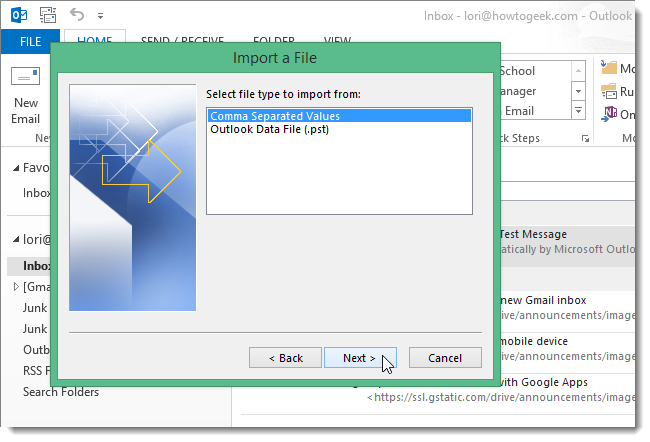 Inbox - lori@howtogeek.com - Outlook
FILE HOME SEND / RECEIVE FOLDER VIEW
Import a File
New
Email
School
anager
Email
Mo
Ru
On
Ne
ck Steps
Select file type to import from:
Comma Separated Values
Outlook Data File (.pst)
Favo
Inbox
lori@
Inbox
[Gma
Junk
Junk
Outb
RSS F
Search Folders
Test Message
matically by Microsoft Outlo
new Gmail inbox
drive/announcements/image
mobile device
drive/announcements/image
with Google Apps
<https://ssl.gstatic.com/drive/announcements/image
< Back Next > Cancel